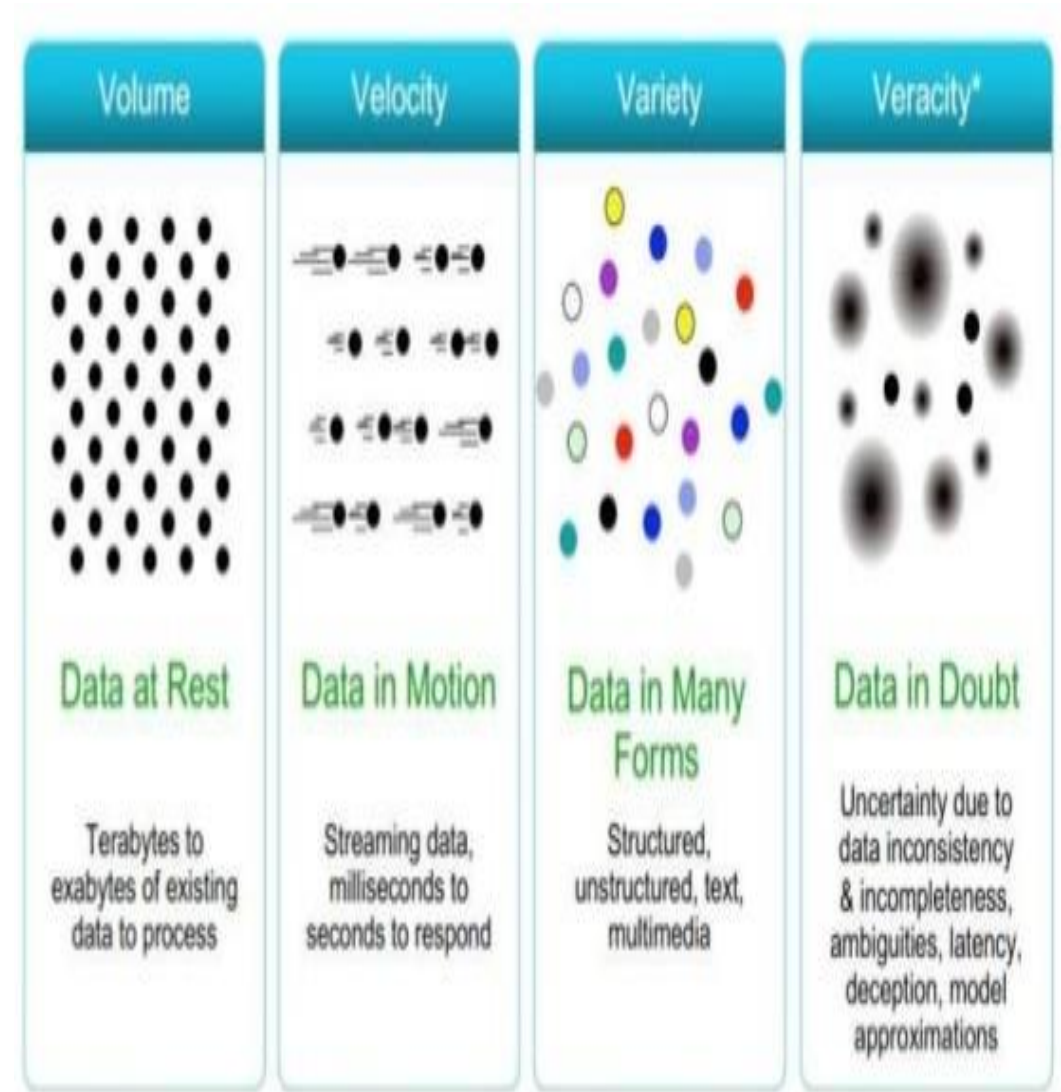 Volume
Data at Rest
Terabytes to
exabytes of existing
data to process
Velocity
Data in Motion
Streaming data,
milliseconds to
seconds to respond
Variety
Data in Many
Forms
Structured,
unstructured, text,
multimedia
Veracity*
Data in Doubt
Uncertainty due to
data inconsistency
& incompleteness,
ambiguities, latency,
deception, model
approximations